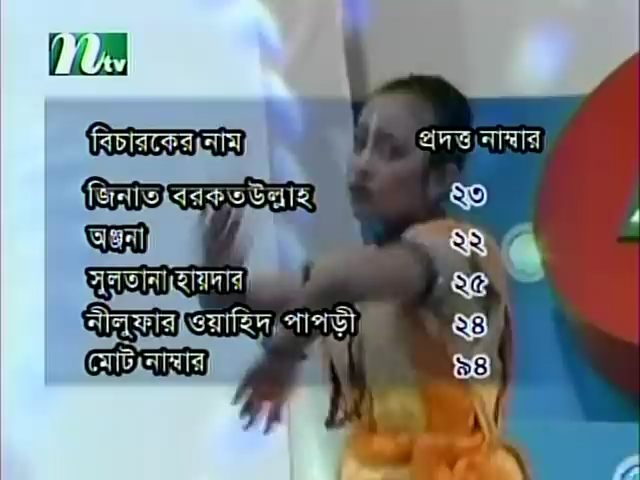 ntv
বিচারকের নাম প্রদত্ত নাম্বার
জিনাত বরকতউল্লাহ ২৩
অঞ্জনা ২২
সুলতানা হায়দার ২৫
নীলুফার ওয়াহিদ পাপড়ী ২৪
মোট নাম্বার ৯৪